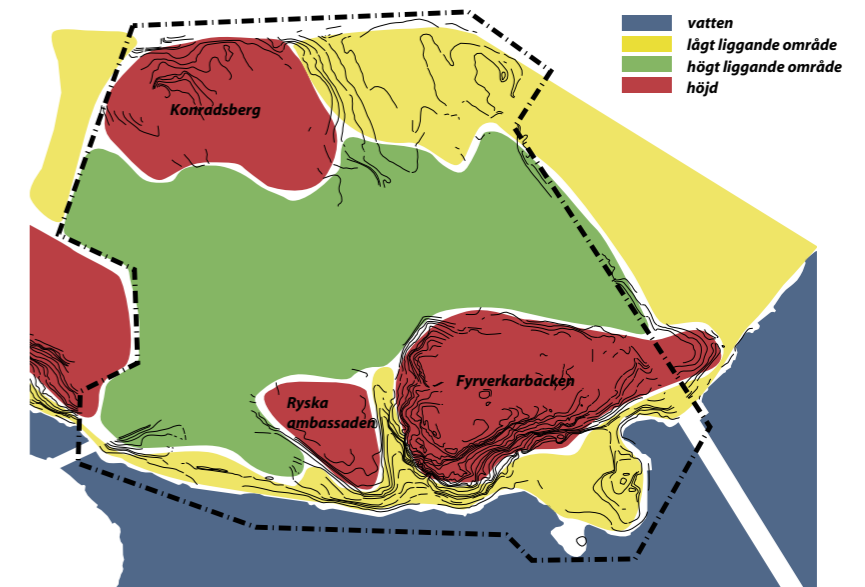 vatten
lågt liggande område
högt liggande område
höjd
Konradsberg
Fyrverkarbacken
Ryska
ambassaden